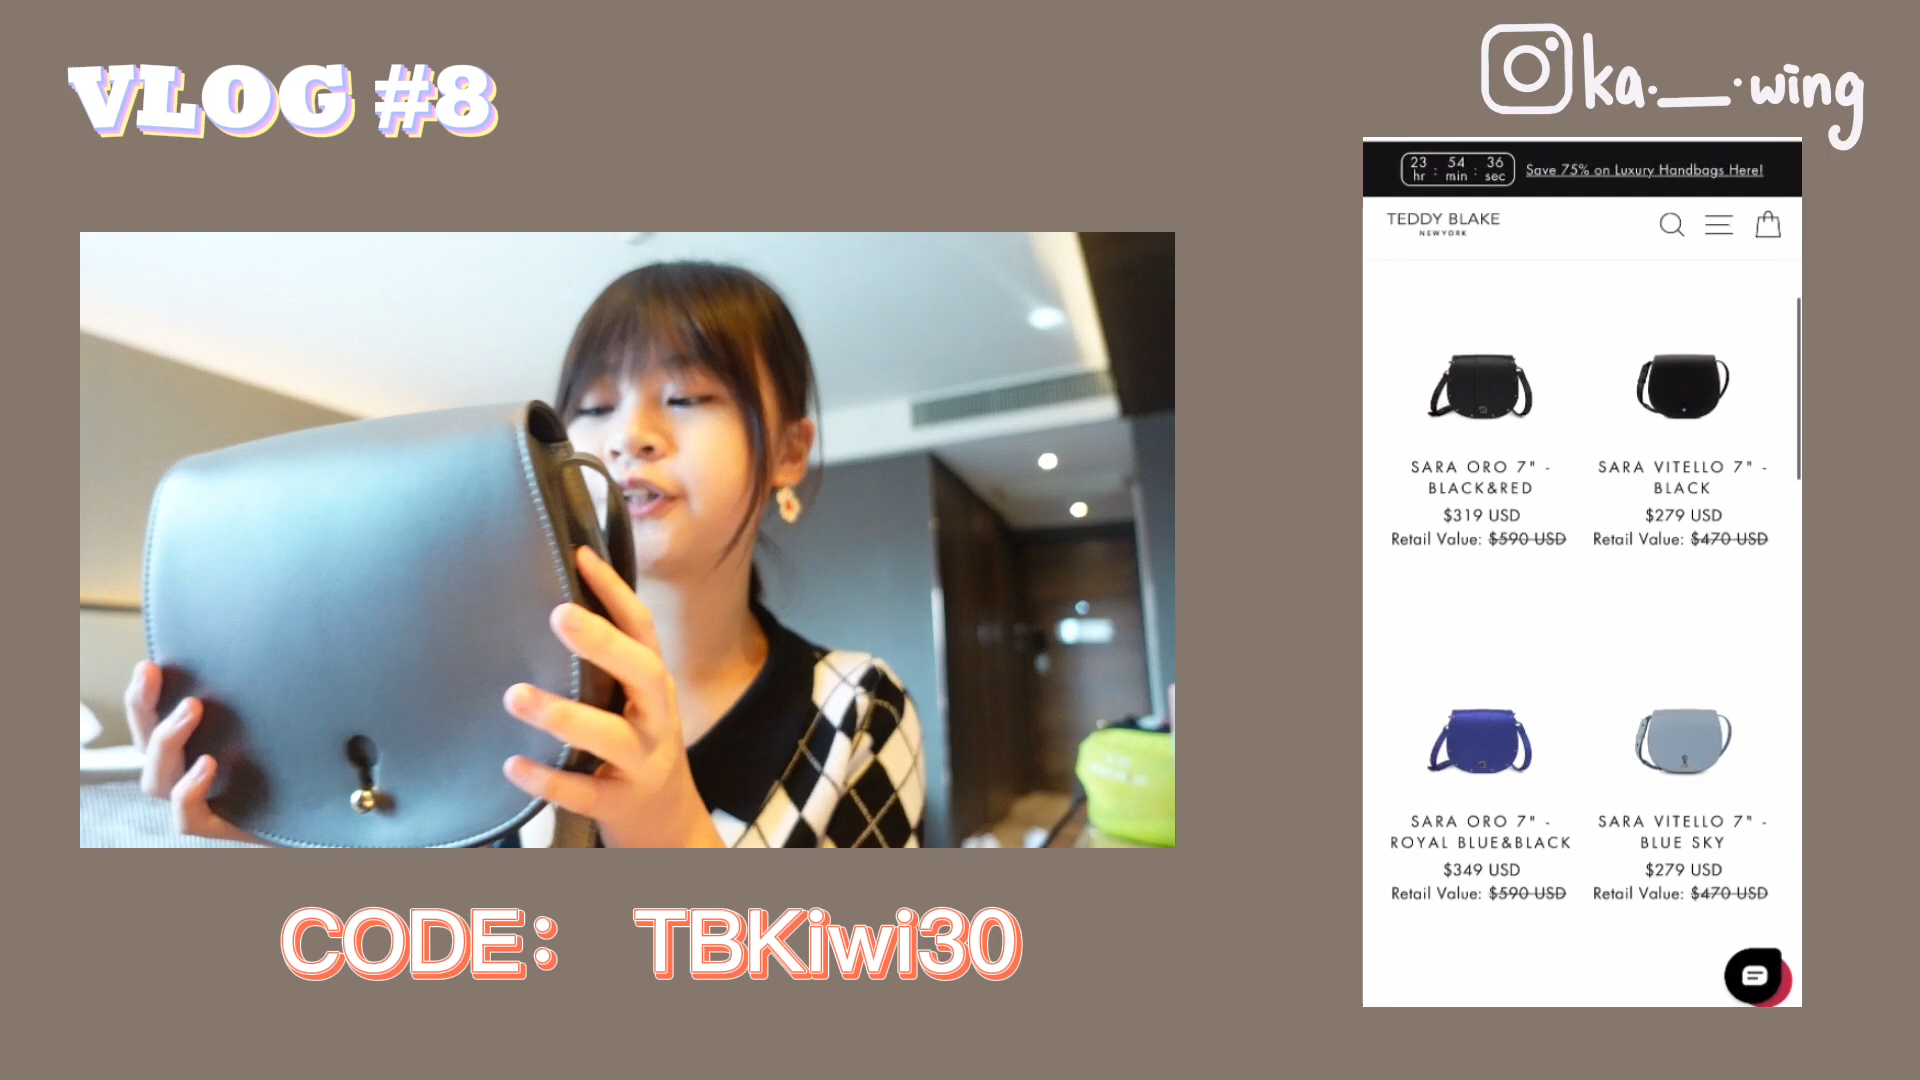 VLOG #8
ka.__.wing
23 : 54 : 36
hr min sec
Save 75% on Luxury Handbags Here!
TEDDY BLAKE
NEWYORK
SARA ORO 7" -
BLACK&RED
$319 USD
Retail Value: $590 USD
SARA VITELLO 7" -
BLACK
$279 USD
Retail Value: $470 USD
SARA ORO 7" -
ROYAL BLUE&BLACK
$349 USD
Retail Value: $590 USD
SARA VITELLO 7" -
BLUE SKY
$279 USD
Retail Value: $470 USD
CODE: TBKiwi30